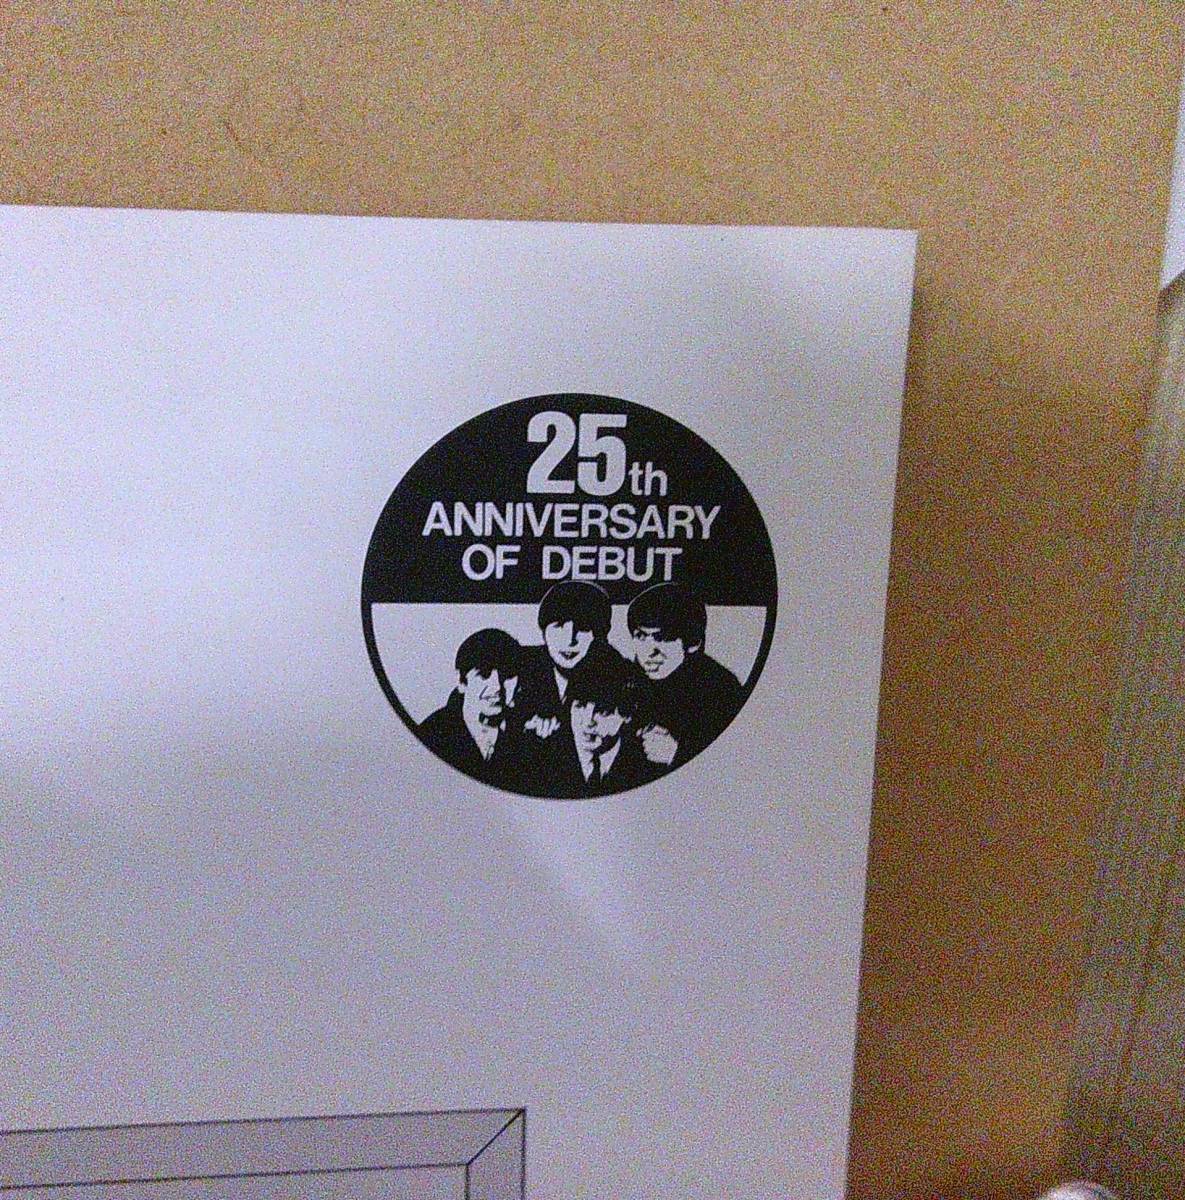 25th
ANNIVERSARY
OF DEBUT